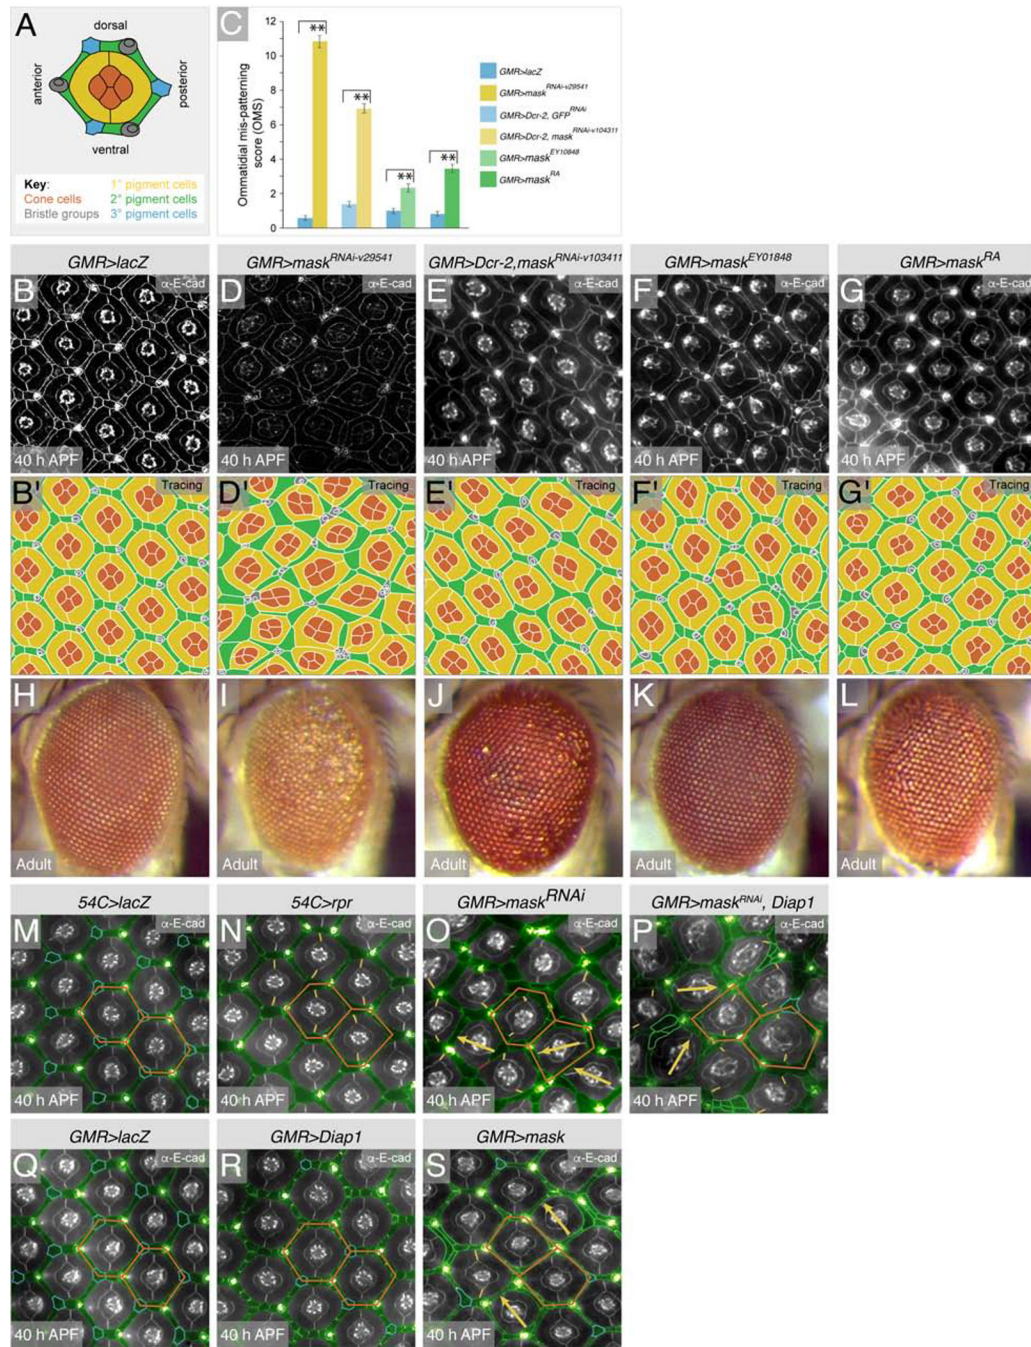 A
dorsal
anterior
posterior
ventral
Key:
1° pigment cells
Cone cells
2° pigment cells
Bristle groups
3° pigment cells
C
Ommatidial mis-patterning
score (OMS)
12
10
8
6
4
2
0
**
**
**
**
GMR>lacZ
GMR>mask^RNAi-v29541
GMR>Dcr-2, GFP^RNAi
GMR>Dcr-2, mask^RNAi-v104311
GMR>mask^EY10848
GMR>mask^RA
GMR>lacZ
GMR>mask^RNAi-v29541
GMR>Dcr-2,mask^RNAi-v103411
GMR>mask^EY01848
GMR>mask^RA
B α-E-cad
40 h APF
D α-E-cad
40 h APF
E α-E-cad
40 h APF
F α-E-cad
40 h APF
G α-E-cad
40 h APF
B' Tracing
D' Tracing
E' Tracing
F' Tracing
G' Tracing
H
Adult
I
Adult
J
Adult
K
Adult
L
Adult
54C>lacZ
54C>rpr
GMR>mask^RNAi
GMR>mask^RNAi, Diap1
M α-E-cad
40 h APF
N α-E-cad
40 h APF
O α-E-cad
40 h APF
P α-E-cad
40 h APF
GMR>lacZ
GMR>Diap1
GMR>mask
Q α-E-cad
40 h APF
R α-E-cad
40 h APF
S α-E-cad
40 h APF